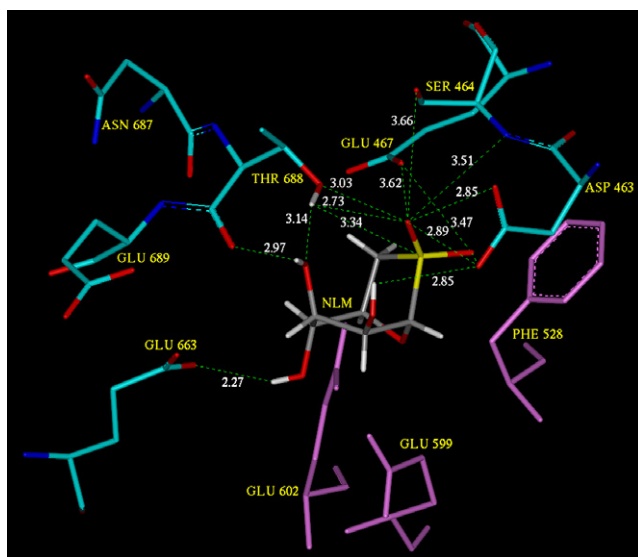 SER 464
ASN 687
3.66
GLU 467
3.51
THR 688
3.03
3.62
2.85
ASP 463
2.73
3.14
3.34
2.89
3.47
2.97
GLU 689
2.85
NLM
PHE 528
GLU 663
2.27
GLU 599
GLU 602